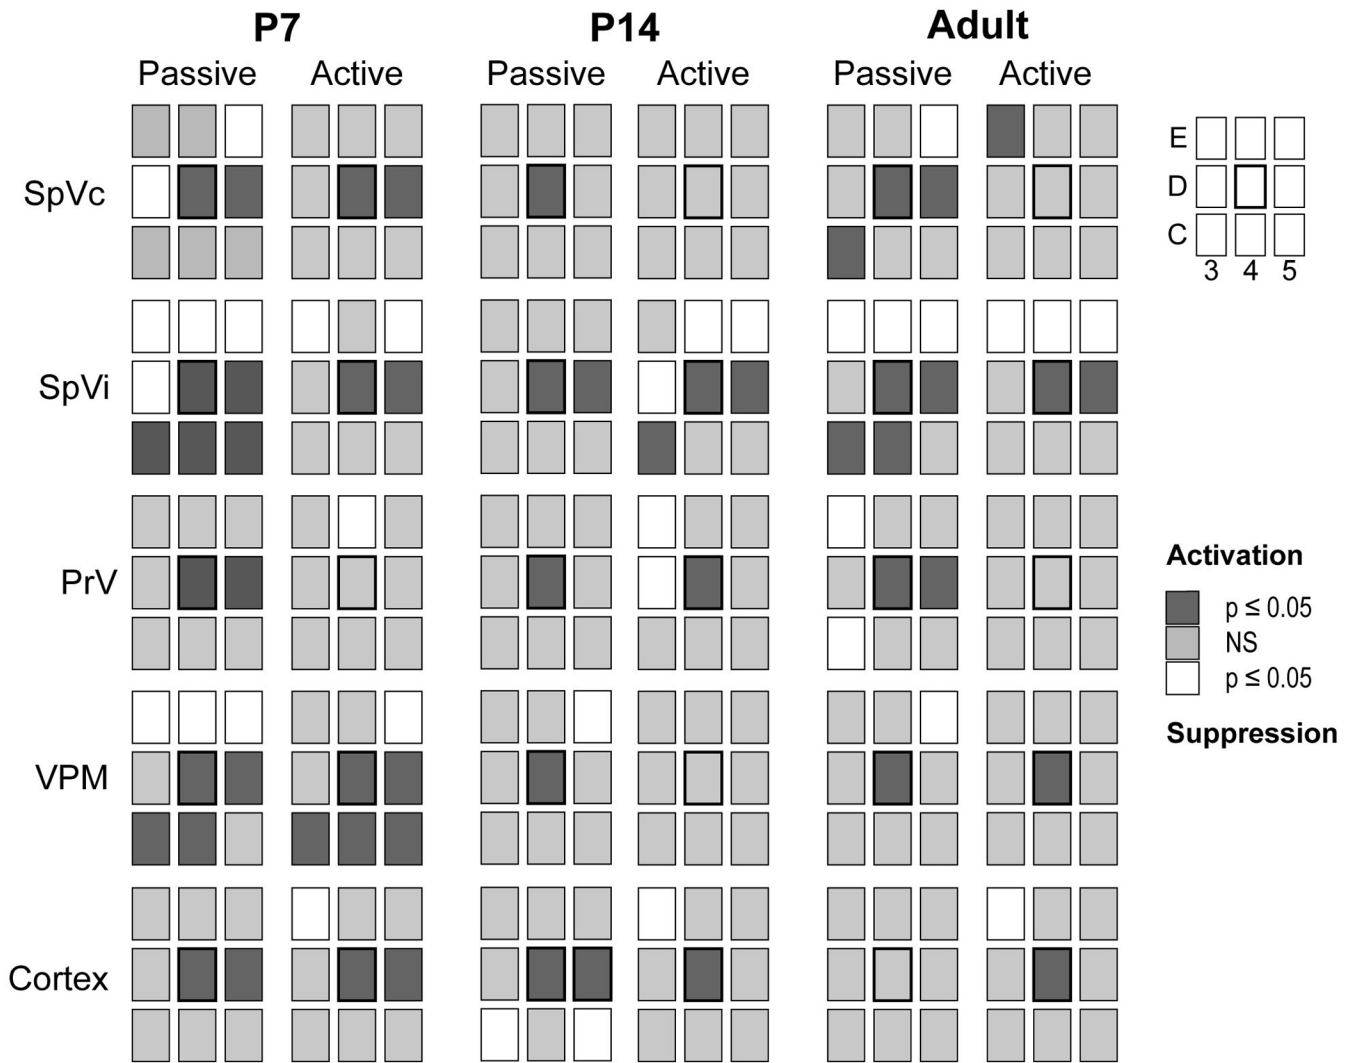 P7 P14 Adult
Passive Active Passive Active Passive Active
SpVc
E
D
C
3 4 5
SpVi
PrV
Activation
p ≤ 0.05
NS
p ≤ 0.05
Suppression
VPM
Cortex